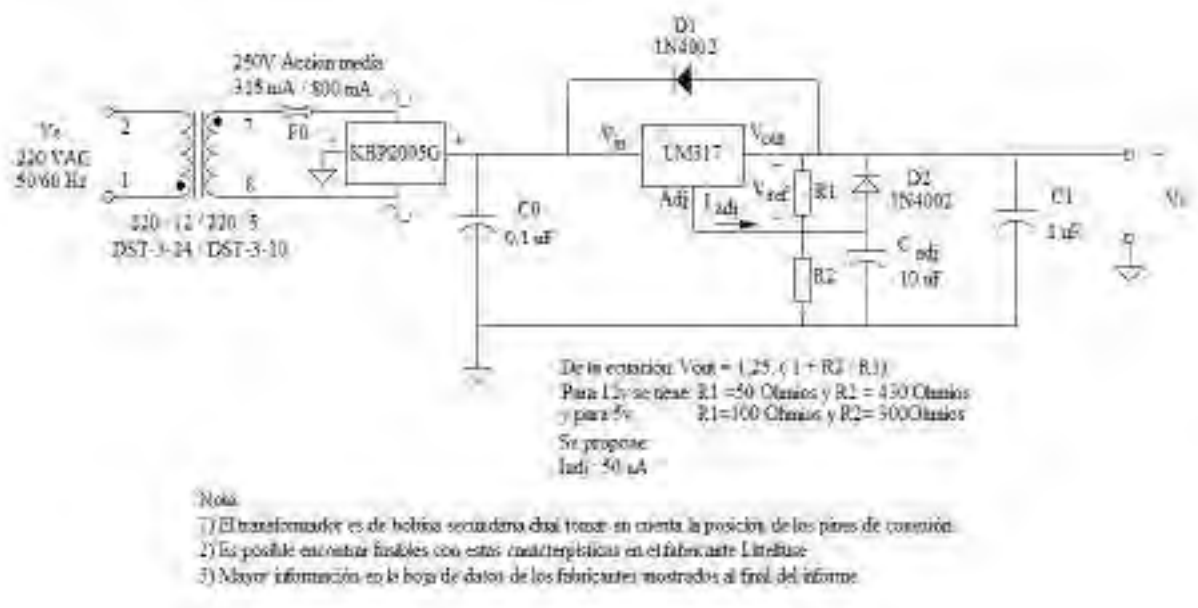 D1
1N4002
250V Accion media
315 mA / 800 mA
F0
2
1
7
8
220 VAC
50/60 Hz
220 - 12 / 220 - 5
DST-3-24 / DST-3-10
KBP2005G
+
Vin
LM317
Vout
Adj
I adj
Vref
R1
R2
D2
1N4002
C0
0,1 uF
C adj
10 uF
C1
1 uF
De la ecuación: Vout = 1,25. ( 1 + R2 / R1)
Para 12v se tiene: R1 =50 Ohmios y R2 = 430 Ohmios
y para 5v R1=100 Ohmios y R2= 300Ohmios
Se propone
Iadj : 50 uA
Nota
1) El transformador es de bobina secundaria dual tomar en cuenta la posición de los pines de conexión.
2) Es posible encontrar fusibles con estas características en el fabricante Littelfuse
3) Mayor información en la hoja de datos de los fabricantes mostrados al final del informe